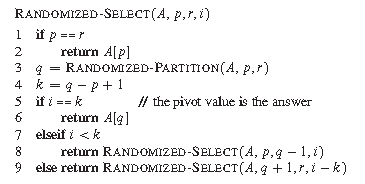 RANDOMIZED-SELECT(A, p, r, i)
1 if p == r
2 return A[p]
3 q = RANDOMIZED-PARTITION(A, p, r)
4 k = q - p + 1
5 if i == k // the pivot value is the answer
6 return A[q]
7 elseif i < k
8 return RANDOMIZED-SELECT(A, p, q - 1, i)
9 else return RANDOMIZED-SELECT(A, q + 1, r, i - k)